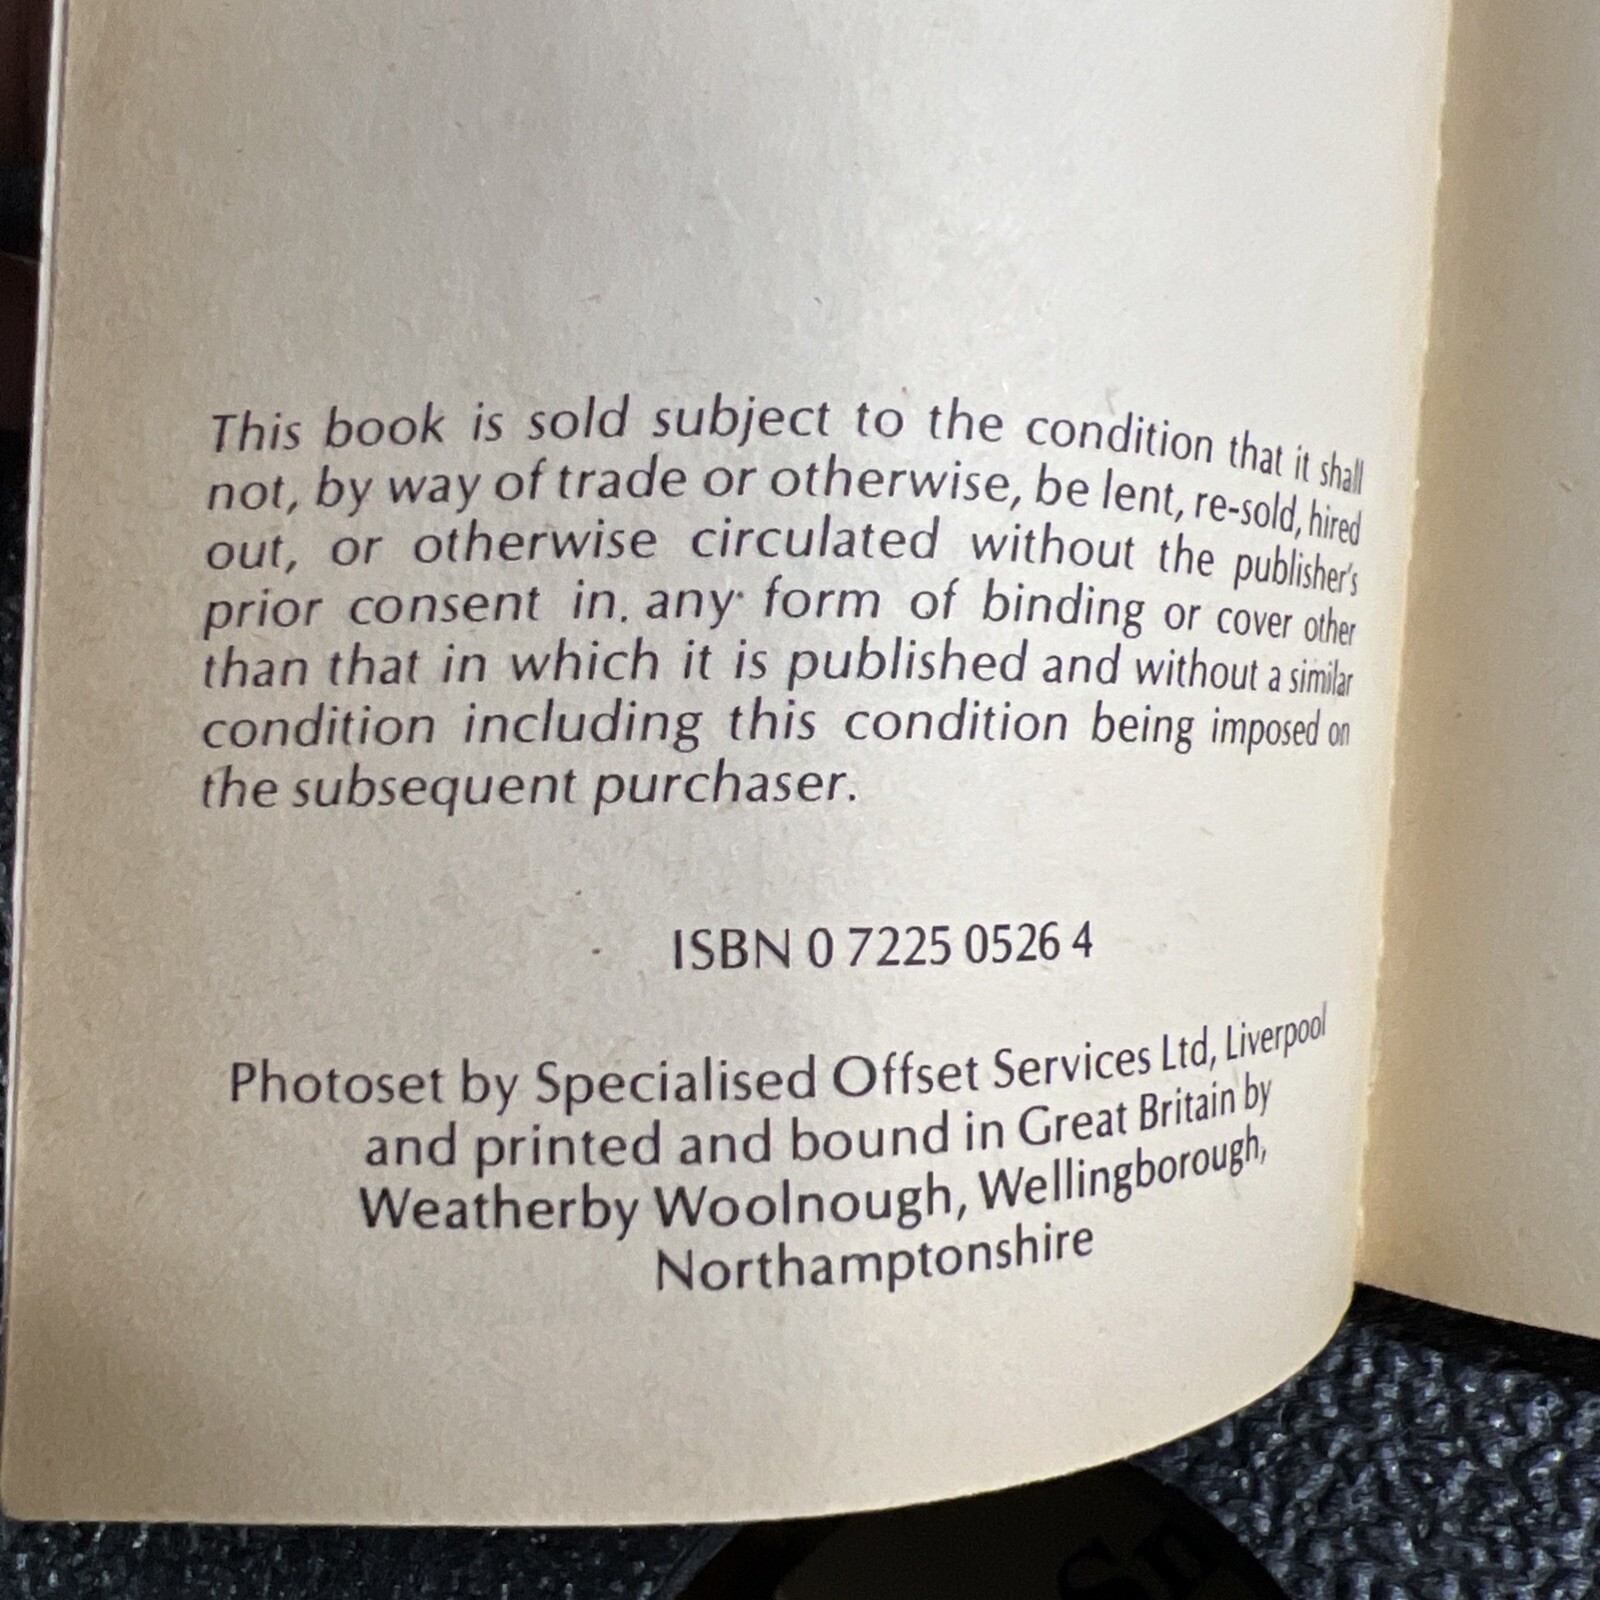 This book is sold subject to the condition that it shall
not, by way of trade or otherwise, be lent, re-sold, hired
out, or otherwise circulated without the publisher's
prior consent in. any form of binding or cover other
than that in which it is published and without a similar
condition including this condition being imposed on
the subsequent purchaser.
ISBN 0 7225 0526 4
Photoset by Specialised Offset Services Ltd, Liverpool
and printed and bound in Great Britain by
Weatherby Woolnough, Wellingborough,
Northamptonshire